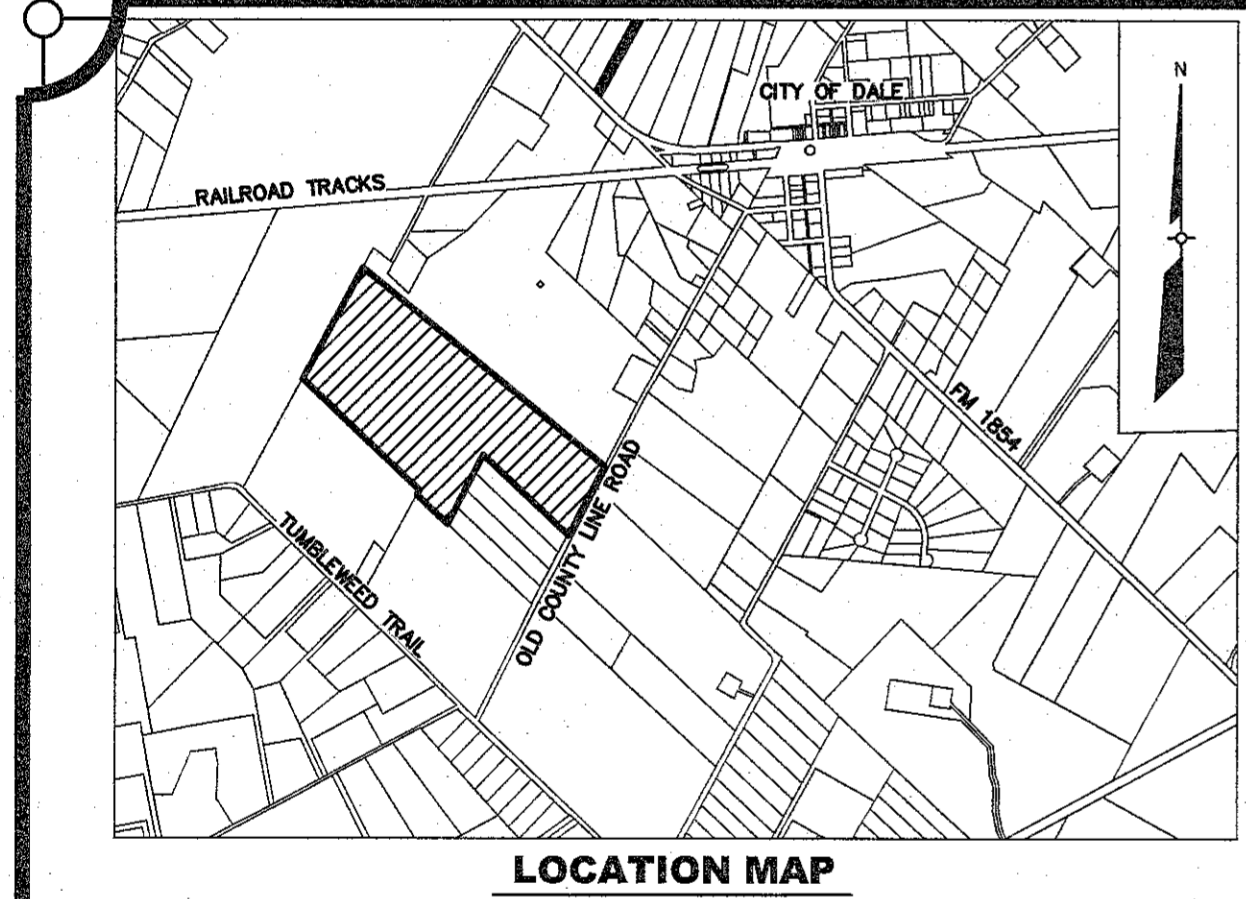 N
CITY OF DALE
RAILROAD TRACKS
FM 1854
OLD COUNTY LINE ROAD
TUMBLEWEED TRAIL
LOCATION MAP